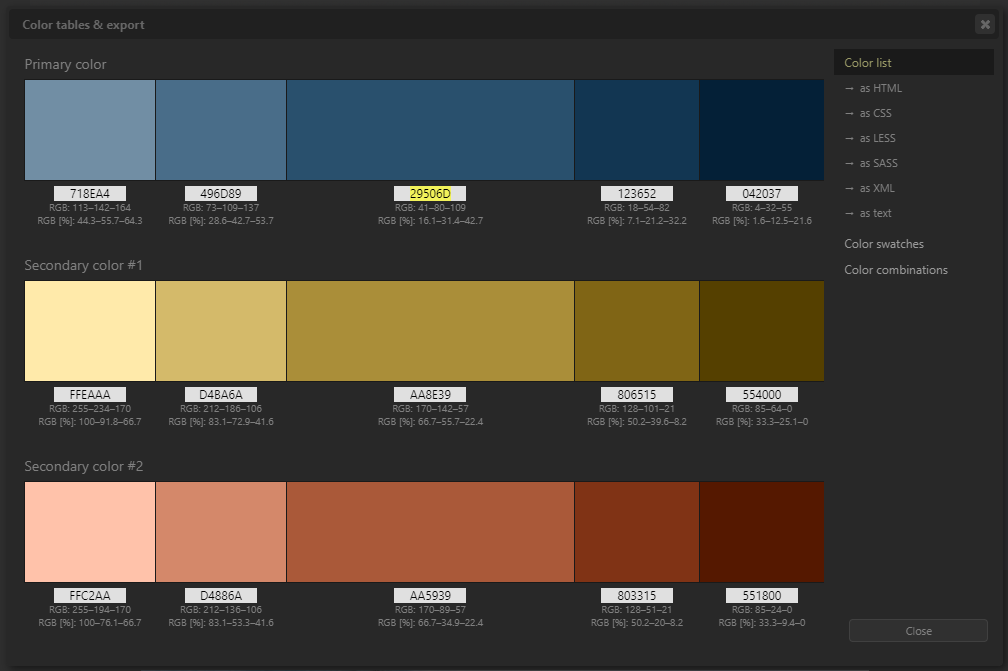 Color tables & export
Primary color
718EA4 496D89 29506D 123652 042037
RGB: 113–142–164 RGB: 73–109–137 RGB: 41–80–109 RGB: 18–54–82 RGB: 4–32–55
RGB [%]: 44.3–55.7–64.3 RGB [%]: 28.6–42.7–53.7 RGB [%]: 16.1–31.4–42.7 RGB [%]: 7.1–21.2–32.2 RGB [%]: 1.6–12.5–21.6
Secondary color #1
FFEAAA D4BA6A AA8E39 806515 554000
RGB: 255–234–170 RGB: 212–186–106 RGB: 170–142–57 RGB: 128–101–21 RGB: 85–64–0
RGB [%]: 100–91.8–66.7 RGB [%]: 83.1–72.9–41.6 RGB [%]: 66.7–55.7–22.4 RGB [%]: 50.2–39.6–8.2 RGB [%]: 33.3–25.1–0
Secondary color #2
FFC2AA D4886A AA5939 803315 551800
RGB: 255–194–170 RGB: 212–136–106 RGB: 170–89–57 RGB: 128–51–21 RGB: 85–24–0
RGB [%]: 100–76.1–66.7 RGB [%]: 83.1–53.3–41.6 RGB [%]: 66.7–34.9–22.4 RGB [%]: 50.2–20–8.2 RGB [%]: 33.3–9.4–0
Color list
→ as HTML
→ as CSS
→ as LESS
→ as SASS
→ as XML
→ as text
Color swatches
Color combinations
Close